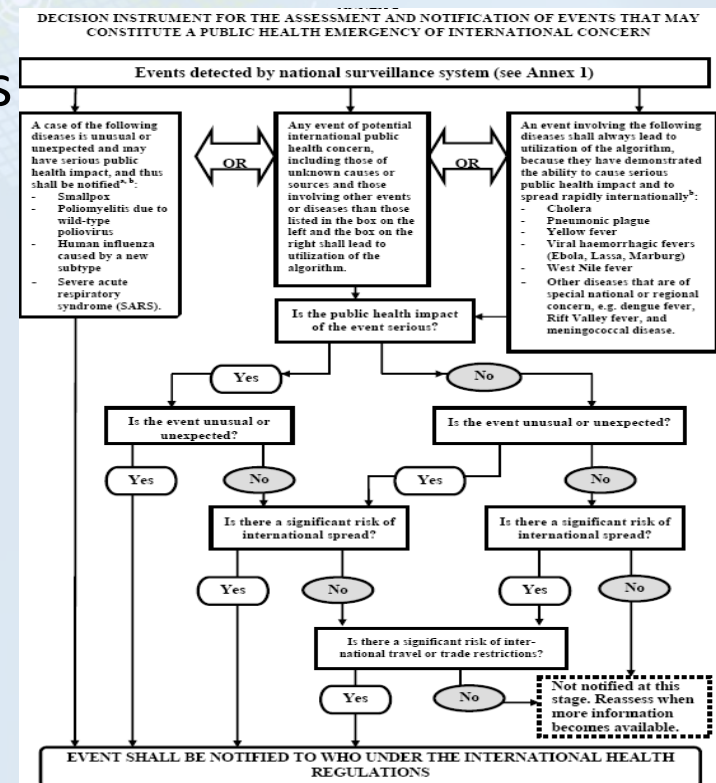 DECISION INSTRUMENT FOR THE ASSESSMENT AND NOTIFICATION OF EVENTS THAT MAY
CONSTITUTE A PUBLIC HEALTH EMERGENCY OF INTERNATIONAL CONCERN
s
Events detected by national surveillance system (see Annex 1)
A case of the following
diseases is unusual or
unexpected and may
have serious public
health impact, and thus
shall be notified a, b:
- Smallpox
- Poliomyelitis due to
wild-type
poliovirus
- Human influenza
caused by a new
subtype
- Severe acute
respiratory
syndrome (SARS).
OR
Any event of potential
international public
health concern,
including those of
unknown causes or
sources and those
involving other events
or diseases than those
listed in the box on the
left and the box on the
right shall lead to
utilization of the
algorithm.
OR
An event involving the following
diseases shall always lead to
utilization of the algorithm,
because they have demonstrated
the ability to cause serious
public health impact and to
spread rapidly internationally b:
- Cholera
- Pneumonic plague
- Yellow fever
- Viral haemorrhagic fevers
(Ebola, Lassa, Marburg)
- West Nile fever
- Other diseases that are of
special national or regional
concern, e.g. dengue fever,
Rift Valley fever, and
meningococcal disease.
Is the public health impact
of the event serious?
Yes
No
Is the event unusual or
unexpected?
Is the event unusual or unexpected?
Yes
No
Yes
No
Is there a significant risk of
international spread?
Is there a significant risk of
international spread?
Yes
No
Yes
No
Is there a significant risk of inter-
national travel or trade restrictions?
Yes
No
Not notified at this
stage. Reassess when
more information
becomes available.
EVENT SHALL BE NOTIFIED TO WHO UNDER THE INTERNATIONAL HEALTH
REGULATIONS